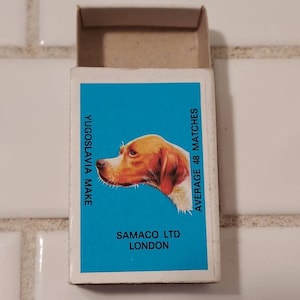 YUGOSLAVIA MAKE
AVERAGE 48 MATCHES
SAMACO LTD
LONDON